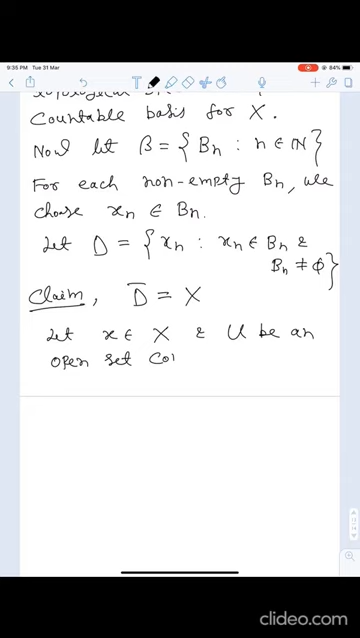 9:35 PM Tue 31 Mar 84%
Countable basis for X.
Now let β = { Bn : n ∈ N }
For each non-empty Bn, we
choose xn ∈ Bn.
Let D = { xn : xn ∈ Bn &
Bn ≠ φ }
Claim, D̅ = X
Let x ∈ X & U be an
open set
clideo.com